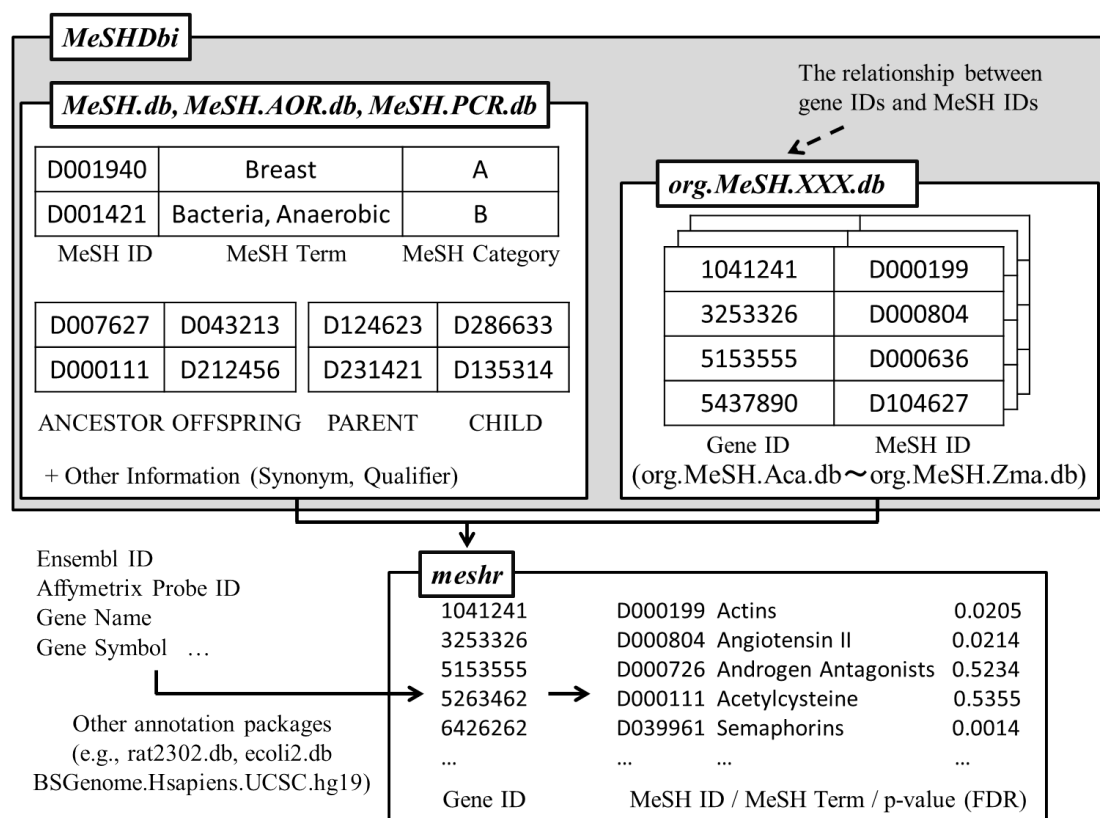 MeSHDbi
MeSH.db, MeSH.AOR.db, MeSH.PCR.db
D001940 Breast A
D001421 Bacteria, Anaerobic B
MeSH ID MeSH Term MeSH Category
D007627 D043213 D124623 D286633
D000111 D212456 D231421 D135314
ANCESTOR OFFSPRING PARENT CHILD
+ Other Information (Synonym, Qualifier)
The relationship between
gene IDs and MeSH IDs
org.MeSH.XXX.db
1041241 D000199
3253326 D000804
5153555 D000636
5437890 D104627
Gene ID MeSH ID
(org.MeSH.Aca.db〜org.MeSH.Zma.db)
Ensembl ID
Affymetrix Probe ID
Gene Name
Gene Symbol …
Other annotation packages
(e.g., rat2302.db, ecoli2.db
BSGenome.Hsapiens.UCSC.hg19)
meshr
1041241 D000199 Actins 0.0205
3253326 D000804 Angiotensin II 0.0214
5153555 D000726 Androgen Antagonists 0.5234
5263462 D000111 Acetylcysteine 0.5355
6426262 D039961 Semaphorins 0.0014
… … … …
Gene ID MeSH ID / MeSH Term / p-value (FDR)